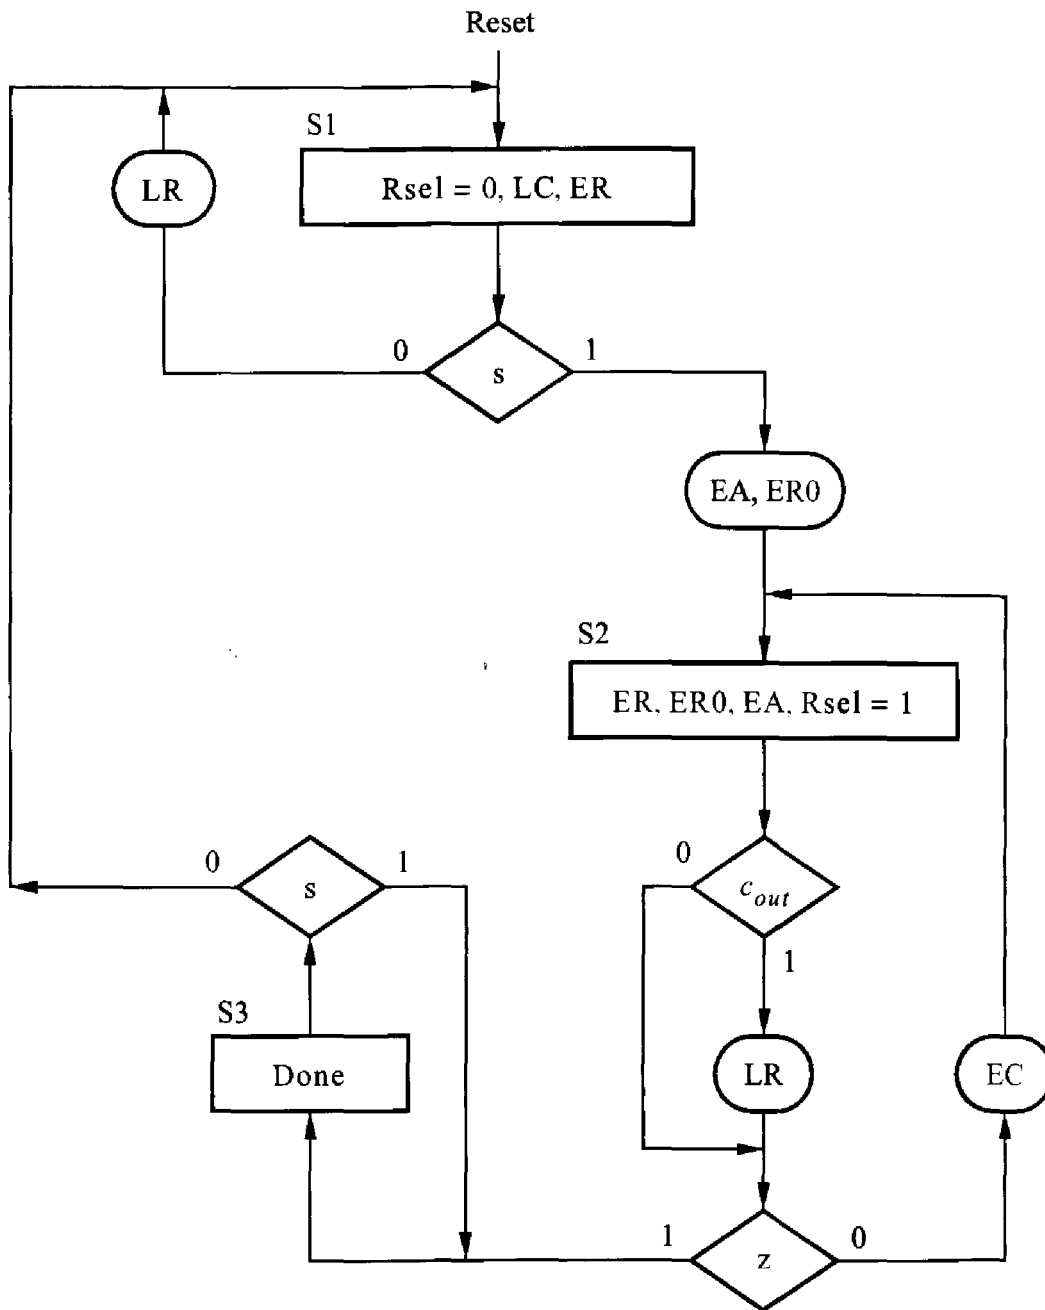 Reset
S1
LR
Rsel = 0, LC, ER
0
s
1
EA, ER0
S2
ER, ER0, EA, Rsel = 1
0
s
1
0
c_out
1
S3
Done
LR
EC
1
z
0